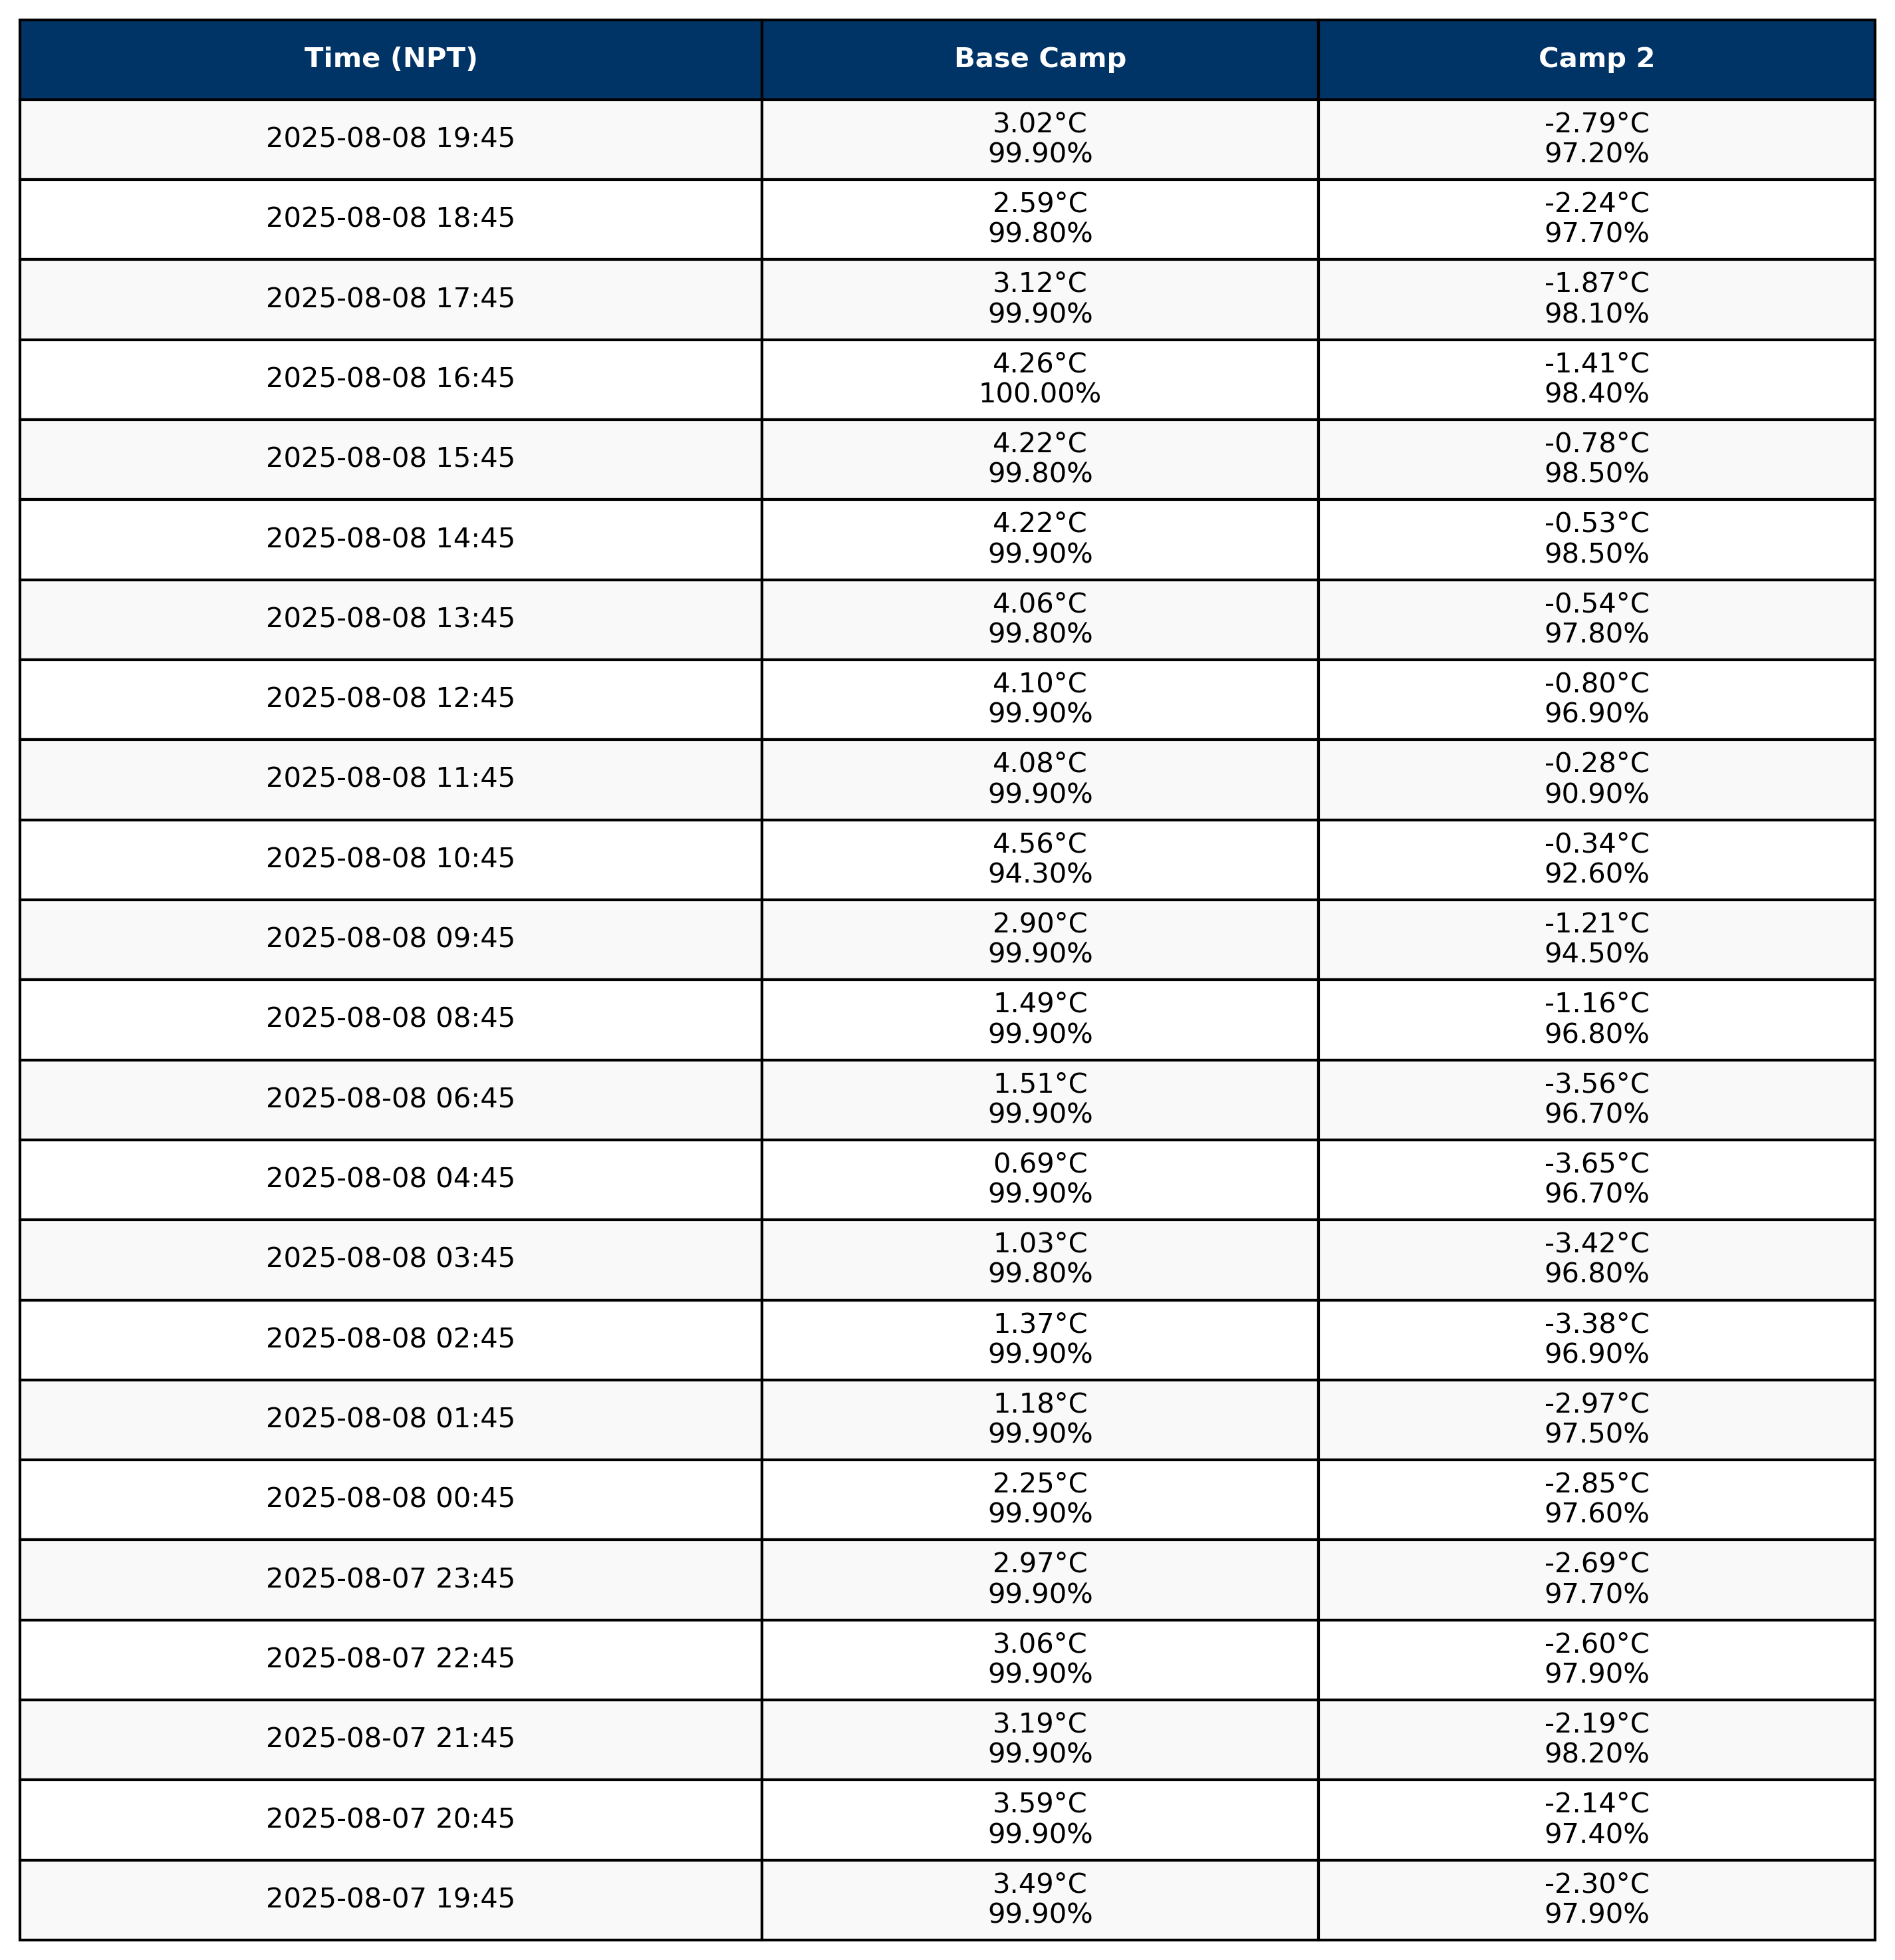 Time (NPT) Base Camp Camp 2
3.02°C -2.79°C
2025-08-08 19:45
99.90% 97.20%
2.59°C -2.24°C
2025-08-08 18:45
99.80% 97.70%
3.12°C -1.87°C
2025-08-08 17:45
99.90% 98.10%
4.26°C -1.41°C
2025-08-08 16:45
100.00% 98.40%
4.22°C -0.78°C
2025-08-08 15:45
99.80% 98.50%
4.22°C -0.53°C
2025-08-08 14:45
99.90% 98.50%
4.06°C -0.54°C
2025-08-08 13:45
99.80% 97.80%
4.10°C -0.80°C
2025-08-08 12:45
99.90% 96.90%
4.08°C -0.28°C
2025-08-08 11:45
99.90% 90.90%
4.56°C -0.34°C
2025-08-08 10:45
94.30% 92.60%
2.90°C -1.21°C
2025-08-08 09:45
99.90% 94.50%
1.49°C -1.16°C
2025-08-08 08:45
99.90% 96.80%
1.51°C -3.56°C
2025-08-08 06:45
99.90% 96.70%
0.69°C -3.65°C
2025-08-08 04:45
99.90% 96.70%
1.03°C -3.42°C
2025-08-08 03:45
99.80% 96.80%
1.37°C -3.38°C
2025-08-08 02:45
99.90% 96.90%
1.18°C -2.97°C
2025-08-08 01:45
99.90% 97.50%
2.25°C -2.85°C
2025-08-08 00:45
99.90% 97.60%
2.97°C -2.69°C
2025-08-07 23:45
99.90% 97.70%
3.06°C -2.60°C
2025-08-07 22:45
99.90% 97.90%
3.19°C -2.19°C
2025-08-07 21:45
99.90% 98.20%
3.59°C -2.14°C
2025-08-07 20:45
99.90% 97.40%
3.49°C -2.30°C
2025-08-07 19:45
99.90% 97.90%